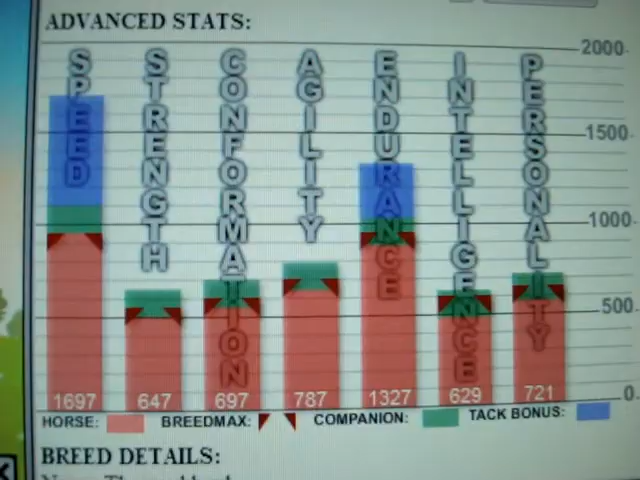 ADVANCED STATS:
2000
1500
1000
500
0
SPEED
STRENGTH
CONFORMATION
AGILITY
ENDURANCE
INTELLIGENCE
PERSONALITY
1697 647 697 787 1327 629 721
HORSE: BREEDMAX: COMPANION: TACK BONUS:
BREED DETAILS: